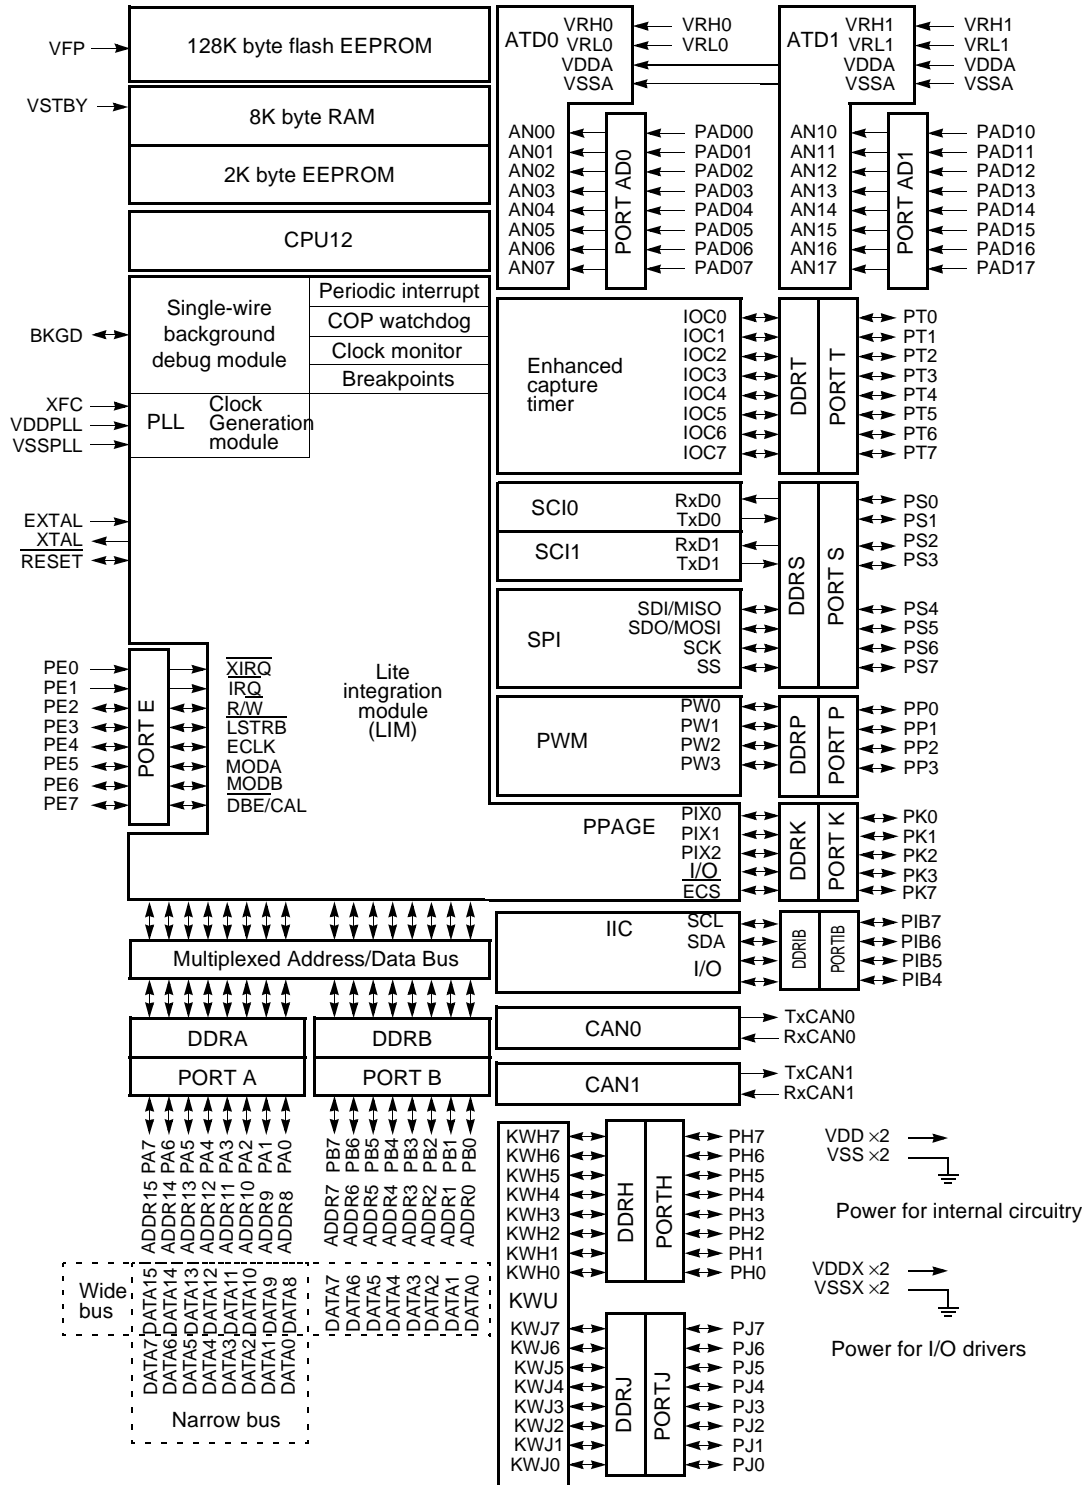 VFP
128K byte flash EEPROM
VSTBY
8K byte RAM
2K byte EEPROM
CPU12
BKGD
Single-wire
background
debug module
Periodic interrupt
COP watchdog
Clock monitor
Breakpoints
XFC
VDDPLL
VSSPLL
PLL
Clock
Generation
module
EXTAL
XTAL
RESET
PE0
PE1
PE2
PE3
PE4
PE5
PE6
PE7
PORT E
XIRQ
IRQ
R/W
LSTRB
ECLK
MODA
MODB
DBE/CAL
Lite
integration
module
(LIM)
ATD0
VRH0
VRL0
VDDA
VSSA
VRH0
VRL0
AN00
AN01
AN02
AN03
AN04
AN05
AN06
AN07
PORT AD0
PAD00
PAD01
PAD02
PAD03
PAD04
PAD05
PAD06
PAD07
ATD1
VRH1
VRL1
VDDA
VSSA
VRH1
VRL1
VDDA
VSSA
AN10
AN11
AN12
AN13
AN14
AN15
AN16
AN17
PORT AD1
PAD10
PAD11
PAD12
PAD13
PAD14
PAD15
PAD16
PAD17
Enhanced
capture
timer
IOC0
IOC1
IOC2
IOC3
IOC4
IOC5
IOC6
IOC7
DDRT
PORT T
PT0
PT1
PT2
PT3
PT4
PT5
PT6
PT7
SCI0
RxD0
TxD0
SCI1
RxD1
TxD1
SPI
SDI/MISO
SDO/MOSI
SCK
SS
DDRS
PORT S
PS0
PS1
PS2
PS3
PS4
PS5
PS6
PS7
PWM
PW0
PW1
PW2
PW3
DDRP
PORT P
PP0
PP1
PP2
PP3
PPAGE
PIX0
PIX1
PIX2
I/O
ECS
DDRK
PORT K
PK0
PK1
PK2
PK3
PK7
IIC
SCL
SDA
I/O
DDRIB
PORTIB
PIB7
PIB6
PIB5
PIB4
CAN0
TxCAN0
RxCAN0
CAN1
TxCAN1
RxCAN1
Multiplexed Address/Data Bus
DDRA
PORT A
DDRB
PORT B
PA7
PA6
PA5
PA4
PA3
PA2
PA1
PA0
PB7
PB6
PB5
PB4
PB3
PB2
PB1
PB0
ADDR15
ADDR14
ADDR13
ADDR12
ADDR11
ADDR10
ADDR9
ADDR8
ADDR7
ADDR6
ADDR5
ADDR4
ADDR3
ADDR2
ADDR1
ADDR0
Wide
bus
DATA15
DATA14
DATA13
DATA12
DATA11
DATA10
DATA9
DATA8
DATA7
DATA6
DATA5
DATA4
DATA3
DATA2
DATA1
DATA0
DATA7
DATA6
DATA5
DATA4
DATA3
DATA2
DATA1
DATA0
Narrow bus
KWH7
KWH6
KWH5
KWH4
KWH3
KWH2
KWH1
KWH0
KWU
KWJ7
KWJ6
KWJ5
KWJ4
KWJ3
KWJ2
KWJ1
KWJ0
DDRH
PORTH
PH7
PH6
PH5
PH4
PH3
PH2
PH1
PH0
DDRJ
PORTJ
PJ7
PJ6
PJ5
PJ4
PJ3
PJ2
PJ1
PJ0
VDD ×2
VSS ×2
Power for internal circuitry
VDDX ×2
VSSX ×2
Power for I/O drivers